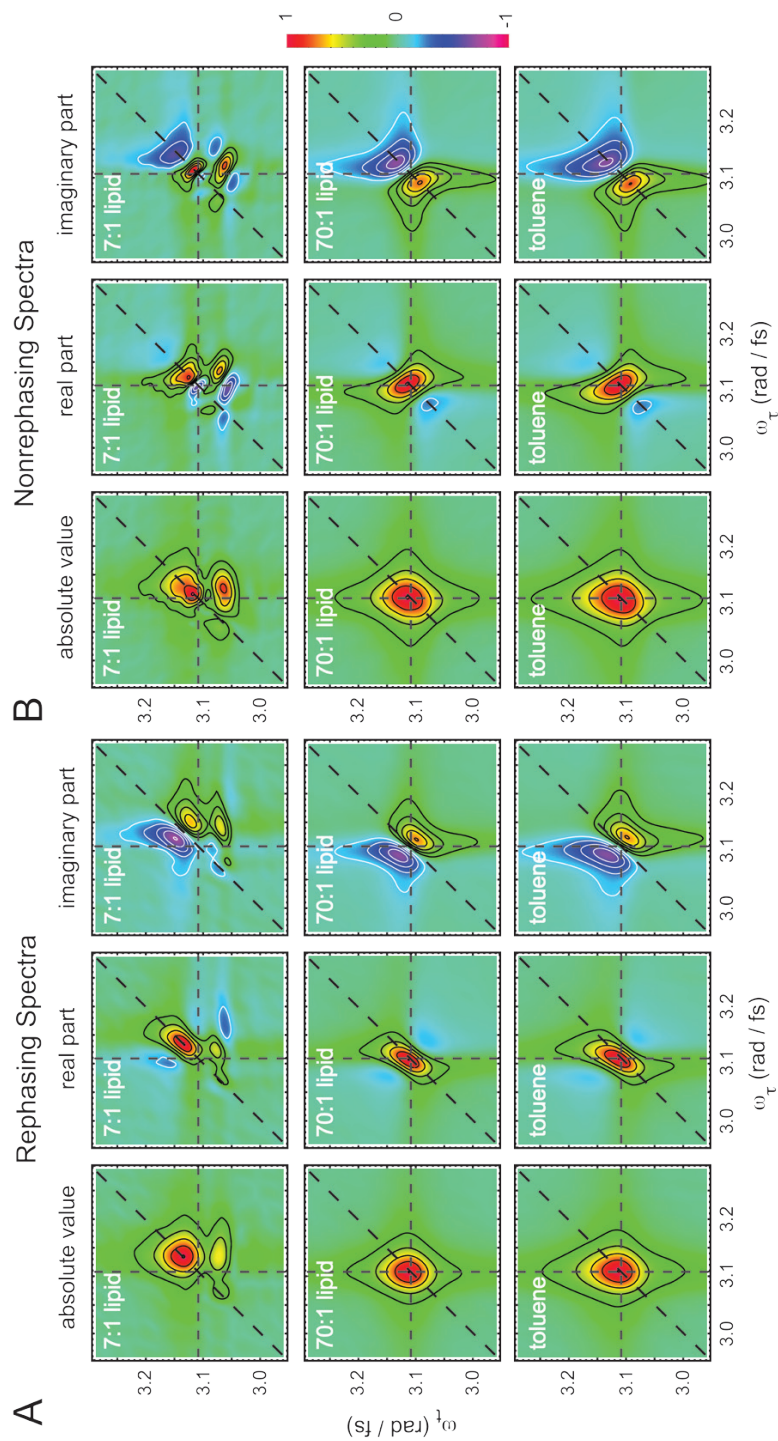 A
Rephasing Spectra
absolute value
real part
imaginary part
7:1 lipid
7:1 lipid
7:1 lipid
3.2
3.1
3.0
70:1 lipid
70:1 lipid
70:1 lipid
3.2
3.1
3.0
toluene
toluene
toluene
3.2
3.1
3.0
ωt (rad / fs)
3.0
3.1
3.2
3.0
3.1
3.2
3.0
3.1
3.2
ωτ (rad / fs)
B
Nonrephasing Spectra
absolute value
real part
imaginary part
7:1 lipid
7:1 lipid
7:1 lipid
3.2
3.1
3.0
70:1 lipid
70:1 lipid
70:1 lipid
3.2
3.1
3.0
toluene
toluene
toluene
3.2
3.1
3.0
3.0
3.1
3.2
3.0
3.1
3.2
3.0
3.1
3.2
ωτ (rad / fs)
1
0
-1